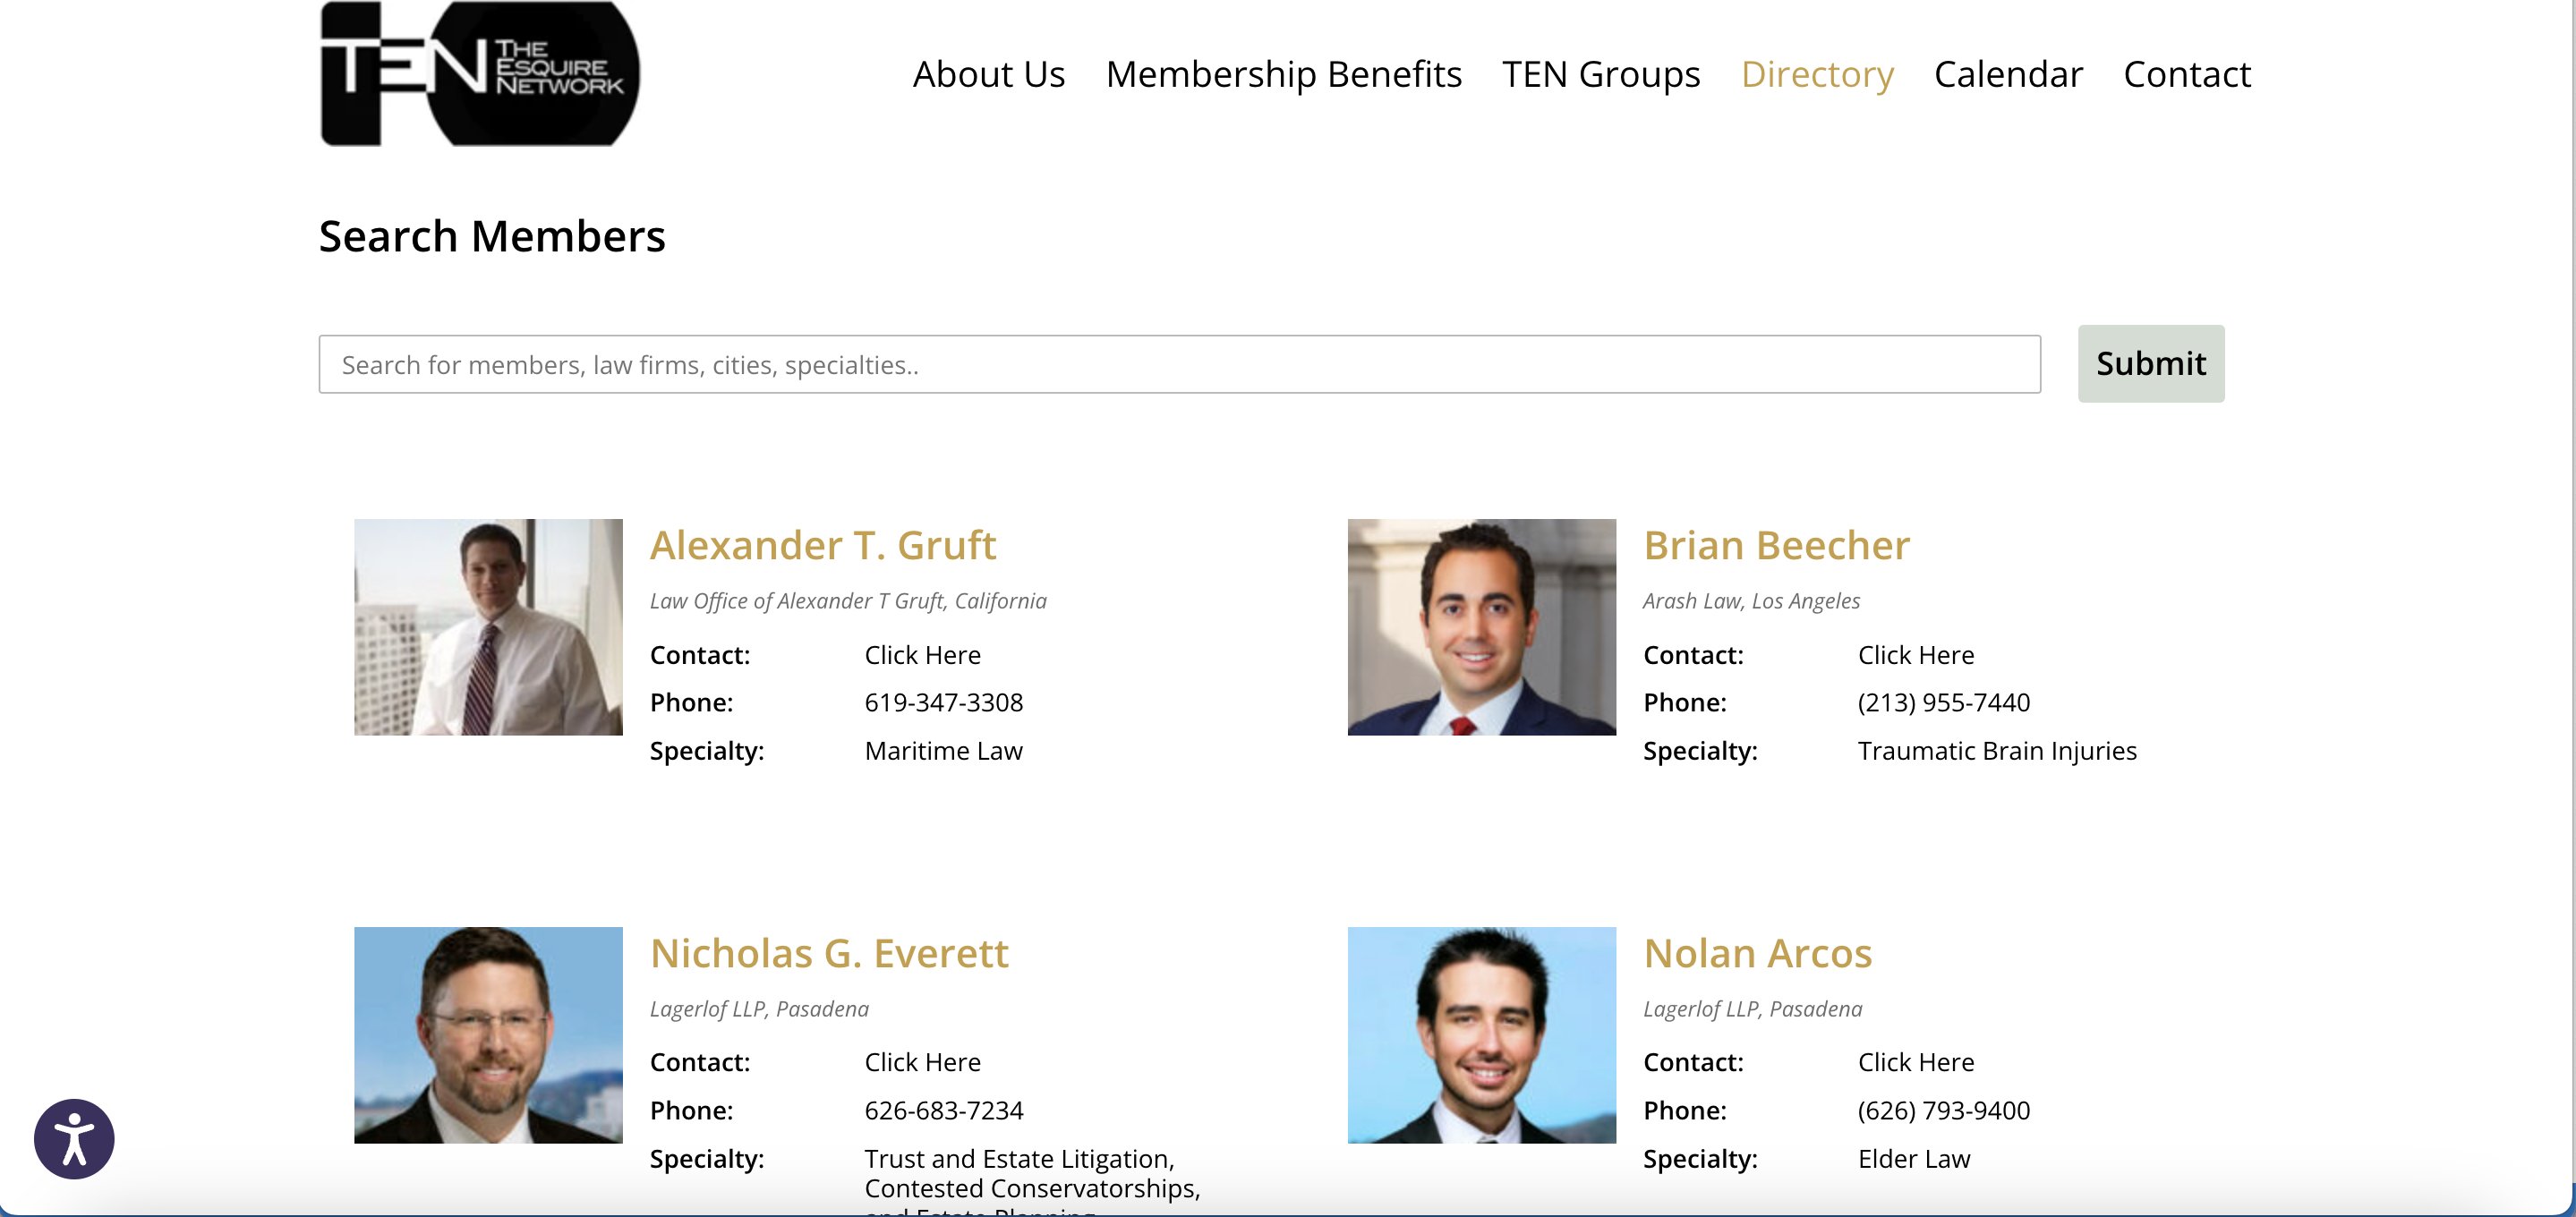 TEN THE
ESQUIRE
NETWORK
About Us Membership Benefits TEN Groups Directory Calendar Contact
Search Members
Search for members, law firms, cities, specialties..
Submit
Alexander T. Gruft
Law Office of Alexander T Gruft, California
Contact: Click Here
Phone: 619-347-3308
Specialty: Maritime Law
Brian Beecher
Arash Law, Los Angeles
Contact: Click Here
Phone: (213) 955-7440
Specialty: Traumatic Brain Injuries
Nicholas G. Everett
Lagerlof LLP, Pasadena
Contact: Click Here
Phone: 626-683-7234
Specialty: Trust and Estate Litigation,
Contested Conservatorships,
and Estate Planning
Nolan Arcos
Lagerlof LLP, Pasadena
Contact: Click Here
Phone: (626) 793-9400
Specialty: Elder Law